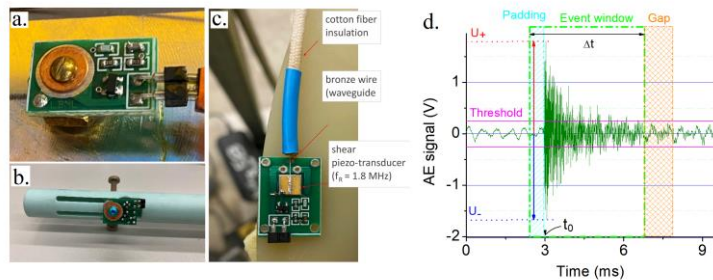 a.
b.
c.
cotton fiber
insulation
bronze wire
(waveguide
shear
piezo-transducer
(fR = 1.8 MHz)
d.
Padding
Event window
Gap
U+
Δt
Threshold
U-
t0
AE signal (V)
1
0
-1
-2
0
3
6
9
Time (ms)